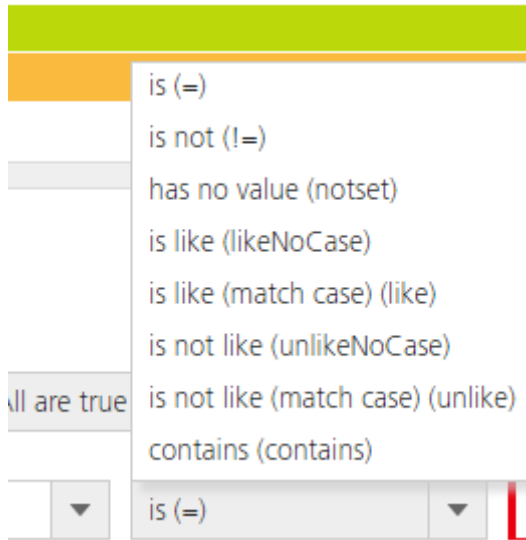 is (=)
is not (!=)
has no value (notset)
is like (likeNoCase)
is like (match case) (like)
is not like (unlikeNoCase)
All are true
is not like (match case) (unlike)
contains (contains)
is (=)